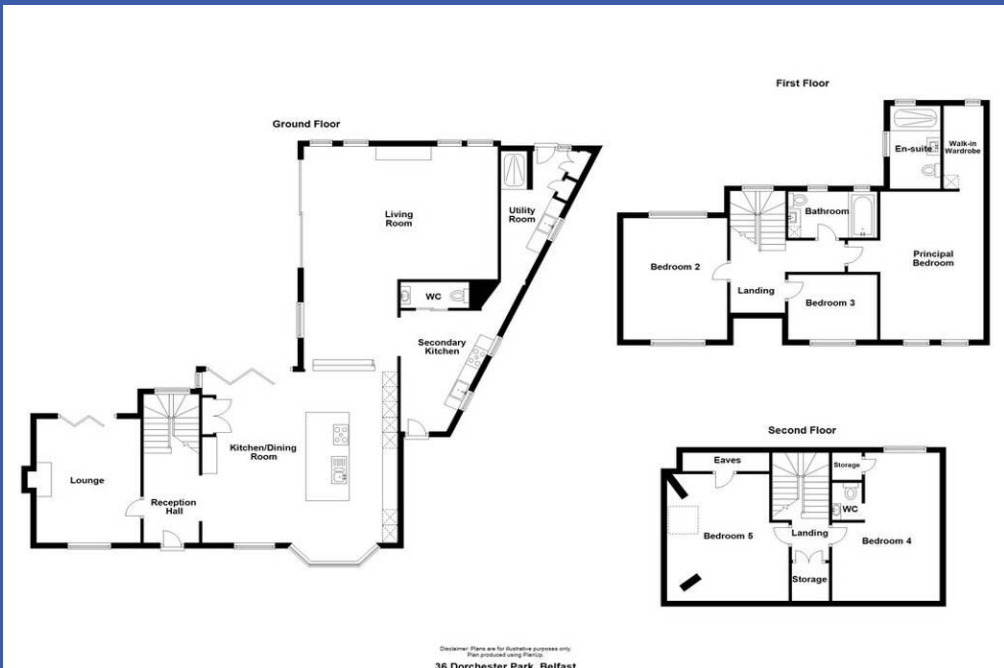 Ground Floor
Living
Room
Utility
Room
WC
Secondary
Kitchen
Kitchen/Dining
Room
Lounge
Reception
Hall
First Floor
En-suite
Walk-in
Wardrobe
Bathroom
Bedroom 2
Principal
Bedroom
Landing
Bedroom 3
Second Floor
Eaves
Storage
WC
Landing
Bedroom 5
Bedroom 4
Storage
Disclaimer: Plans are for illustrative purposes only.
Plan produced using PlanUp.
36 Dorchester Park, Belfast